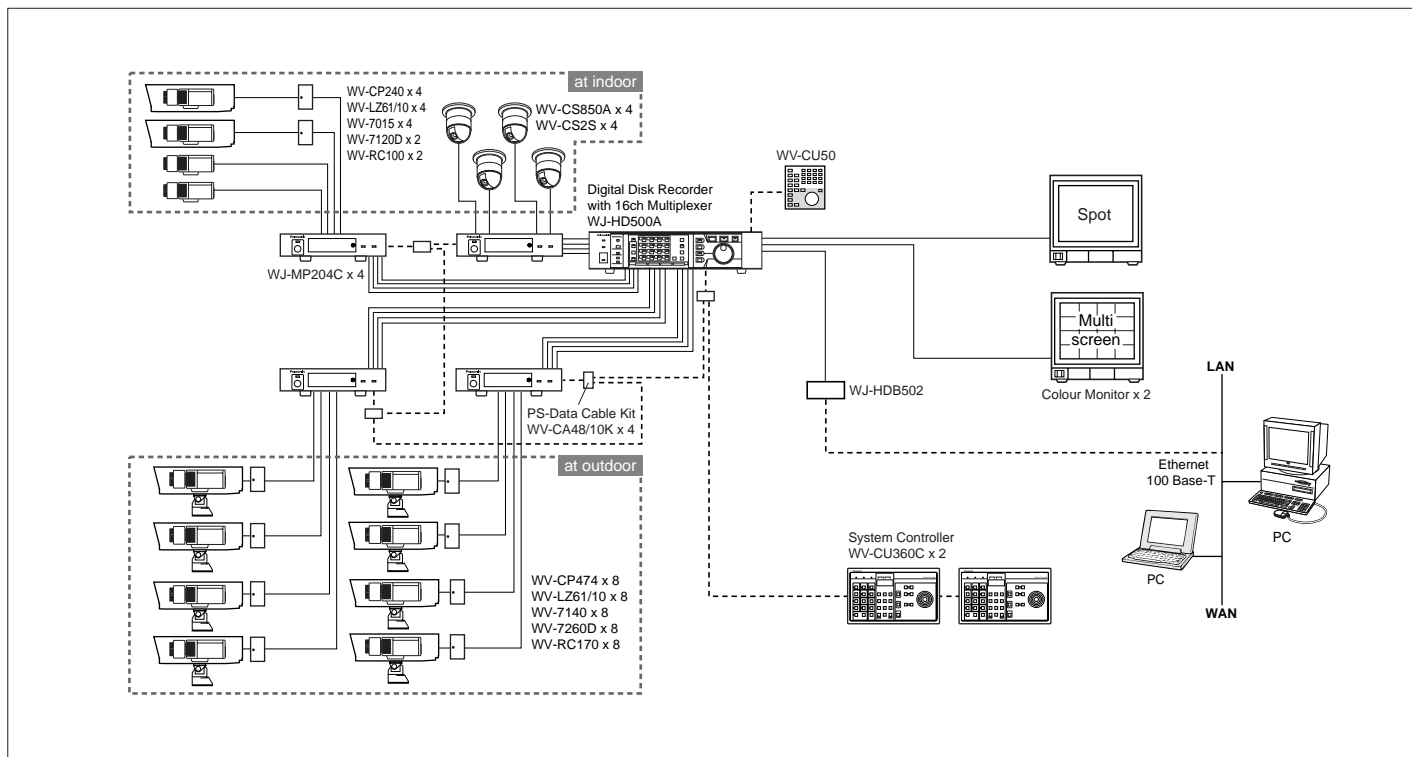 at indoor
WV-CP240 x 4
WV-LZ61/10 x 4
WV-7015 x 4
WV-7120D x 2
WV-RC100 x 2
WV-CS850A x 4
WV-CS2S x 4
WV-CU50
Digital Disk Recorder
with 16ch Multiplexer
WJ-HD500A
Spot
Panasonic
Panasonic
WJ-MP204C x 4
Multi
screen
Colour Monitor x 2
LAN
Panasonic
Panasonic
WJ-HDB502
PS-Data Cable Kit
WV-CA48/10K x 4
at outdoor
Ethernet
100 Base-T
PC
PC
WAN
System Controller
WV-CU360C x 2
WV-CP474 x 8
WV-LZ61/10 x 8
WV-7140 x 8
WV-7260D x 8
WV-RC170 x 8